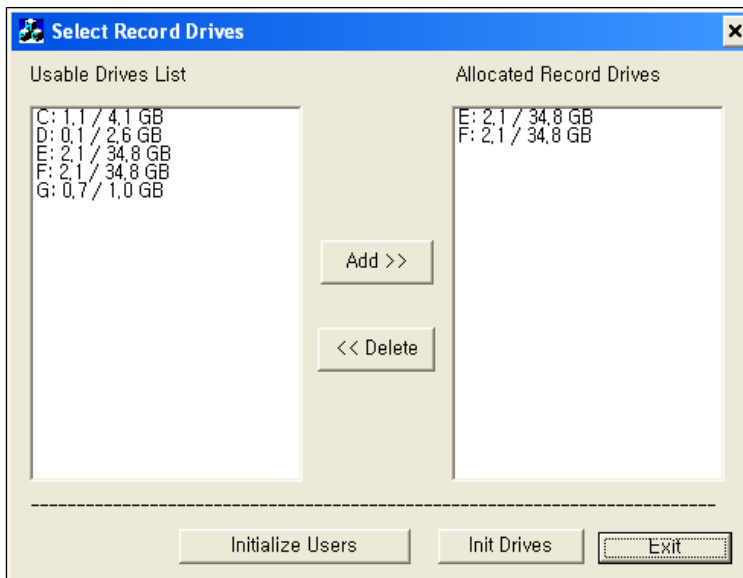 Select Record Drives
Usable Drives List
Allocated Record Drives
C: 1,1 / 4,1 GB
D: 0,1 / 2,6 GB
E: 2,1 / 34,8 GB
F: 2,1 / 34,8 GB
G: 0,7 / 1,0 GB
E: 2,1 / 34,8 GB
F: 2,1 / 34,8 GB
Add >>
<< Delete
Initialize Users
Init Drives
Exit